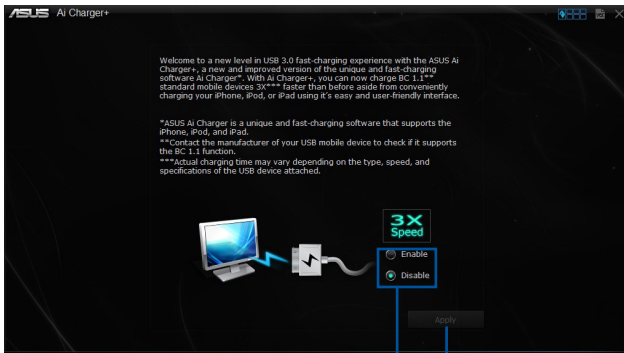 ASUS Ai Charger+
Welcome to a new level in USB 3.0 fast-charging experience with the ASUS Ai
Charger+, a new and improved version of the unique and fast-charging
software Ai Charger*. With Ai Charger+, you can now charge BC 1.1**
standard mobile devices 3X*** faster than before aside from conveniently
charging your iPhone, iPod, or iPad using it's easy and user-friendly interface.
*ASUS Ai Charger is a unique and fast-charging software that supports the
iPhone, iPod, and iPad.
**Contact the manufacturer of your USB mobile device to check if it supports
the BC 1.1 function.
***Actual charging time may vary depending on the type, speed, and
specifications of the USB device attached.
3X
Speed
Enable
Disable
Apply